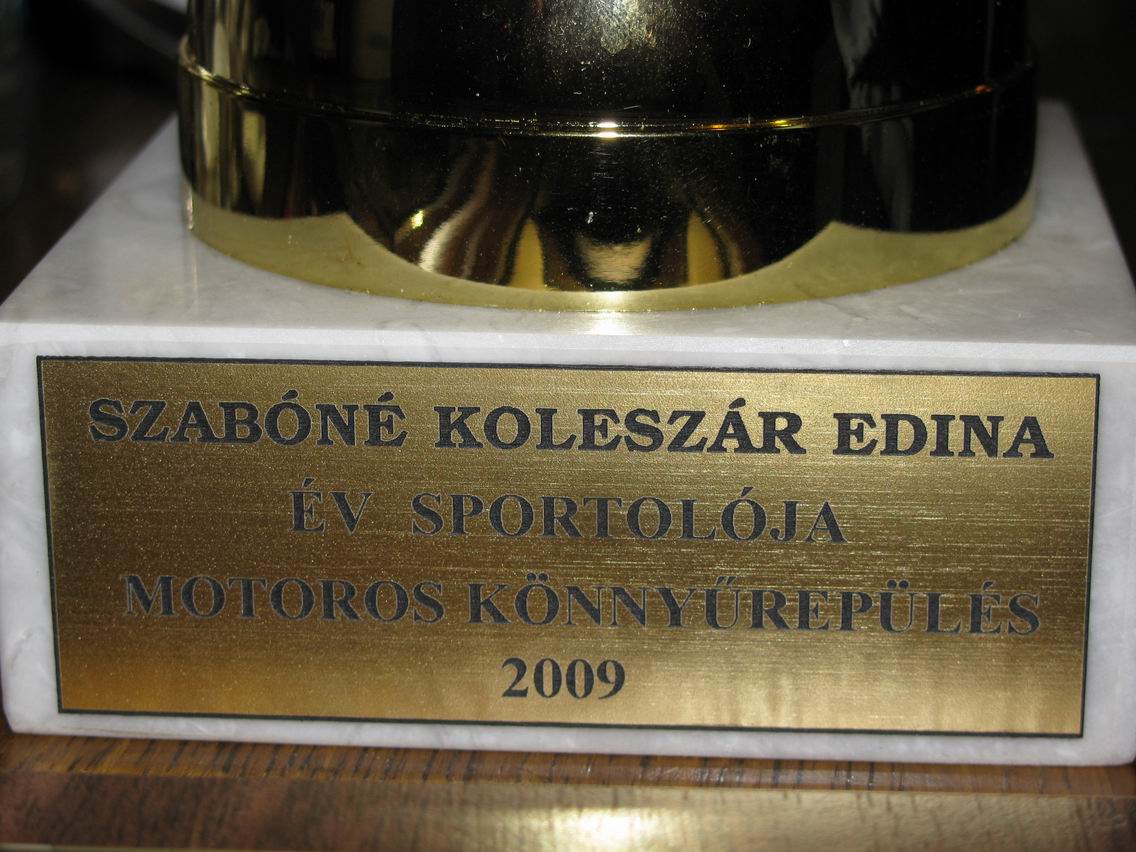 SZABÓNÉ KOLESZÁR EDINA
ÉV SPORTOLÓJA
MOTOROS KÖNNYŰREPÜLÉS
2009